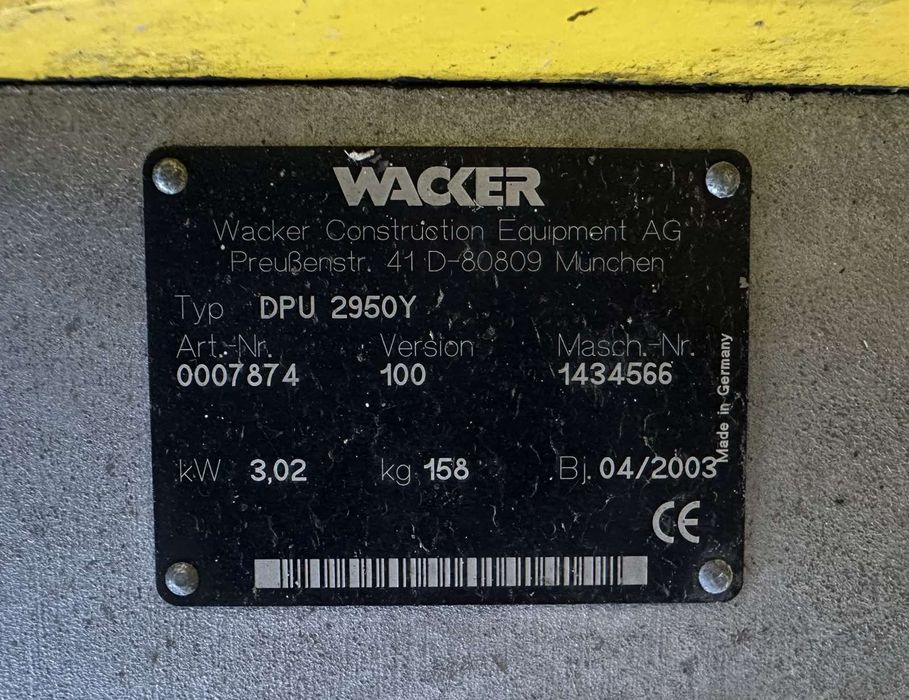 WACKER
Wacker Construction Equipment AG
Preußenstr. 41 D-80809 München
Typ DPU 2950Y
Art.-Nr. Version Masch.-Nr.
0007874 100 1434566
kW 3,02 kg 158 Bj. 04/2003
Made in Germany
CE